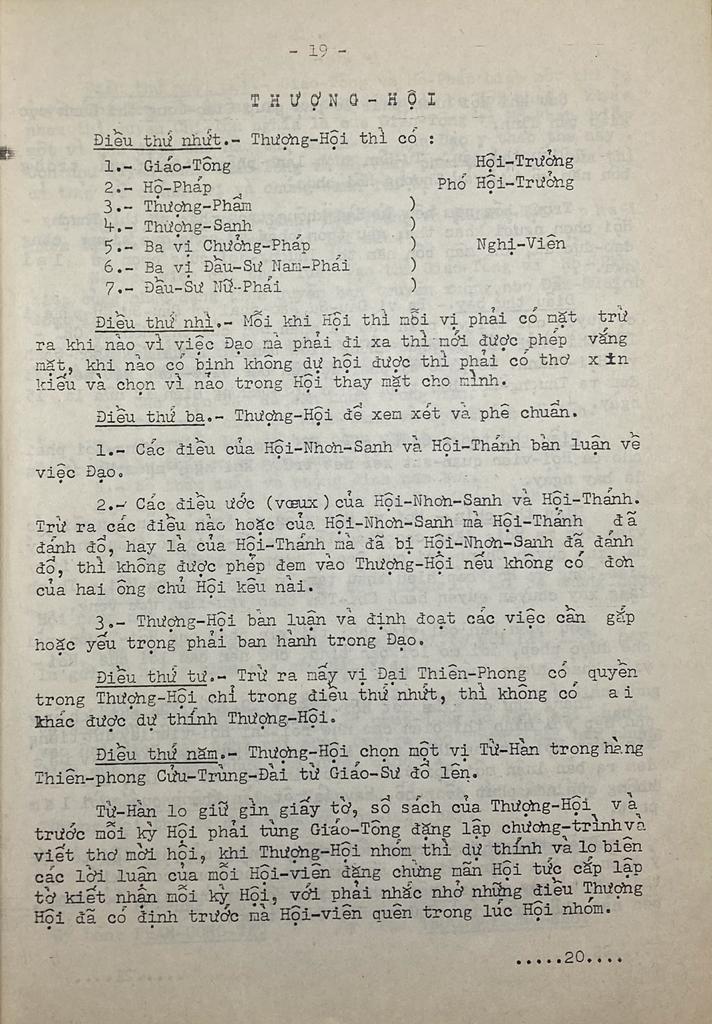 - 19 -
THƯỢNG-HỘI
Điều thứ nhứt.- Thượng-Hội thì có :
1.- Giáo-Tông Hội-Trưởng
2.- Hộ-Pháp Phó Hội-Trưởng
3.- Thượng-Phẩm )
4.- Thượng-Sanh )
5.- Ba vị Chưởng-Pháp ) Nghị-Viên
6.- Ba vị Đầu-Sư Nam-Phái )
7.- Đầu-Sư Nữ-Phái )
Điều thứ nhì.- Mỗi khi Hội thì mỗi vị phải có mặt trừ
ra khi nào vì việc Đạo mà phải đi xa thì mới được phép vắng
mặt, khi nào có bịnh không dự hội được thì phải có thơ xin
kiếu và chọn vì nào trong Hội thay mặt cho mình.
Điều thứ ba.- Thượng-Hội để xem xét và phê chuẩn.
1.- Các điều của Hội-Nhơn-Sanh và Hội-Thánh bàn luận về
việc Đạo.
2.- Các điều ước (vœux) của Hội-Nhơn-Sanh và Hội-Thánh.
Trừ ra các điều nào hoặc của Hội-Nhơn-Sanh mà Hội-Thánh đã
đánh đổ, hay là của Hội-Thánh mà đã bị Hội-Nhơn-Sanh đã đánh
đổ, thì không được phép đem vào Thượng-Hội nếu không có đơn
của hai ông chủ Hội kêu nài.
3.- Thượng-Hội bàn luận và định đoạt các việc cần gấp
hoặc yếu trọng phải ban hành trong Đạo.
Điều thứ tư.- Trừ ra mấy vị Đại Thiên-Phong có quyền
trong Thượng-Hội chỉ trong điều thứ nhứt, thì không có ai
khác được dự thính Thượng-Hội.
Điều thứ năm.- Thượng-Hội chọn một vị Từ-Hàn trong hàng
Thiên-phong Cửu-Trùng-Đài từ Giáo-Sư đổ lên.
Từ-Hàn lo giữ gìn giấy tờ, sổ sách của Thượng-Hội và
trước mỗi kỳ Hội phải tùng Giáo-Tông đặng lập chương-trình và
viết thơ mời hội, khi Thượng-Hội nhóm thì dự thính và lo biên
các lời luận của mỗi Hội-viên đặng chừng mãn Hội tức cấp lập
tờ kiết nhận mỗi kỳ Hội, với phải nhắc nhở những điều Thượng
Hội đã có định trước mà Hội-viên quên trong lúc Hội nhóm.
.....20....